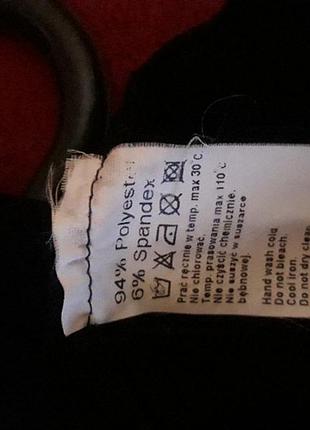 94% Polyest
6% Spandex
Prać ręcznie w temp. max 30°C.
Nie chlorować.
Temp. prasowania max 110°C
Nie czyścić chemicznie.
Nie suszyć w suszarce
bębnowej.
Hand wash cold
Do not bleach.
Cool iron
Do not dry clean